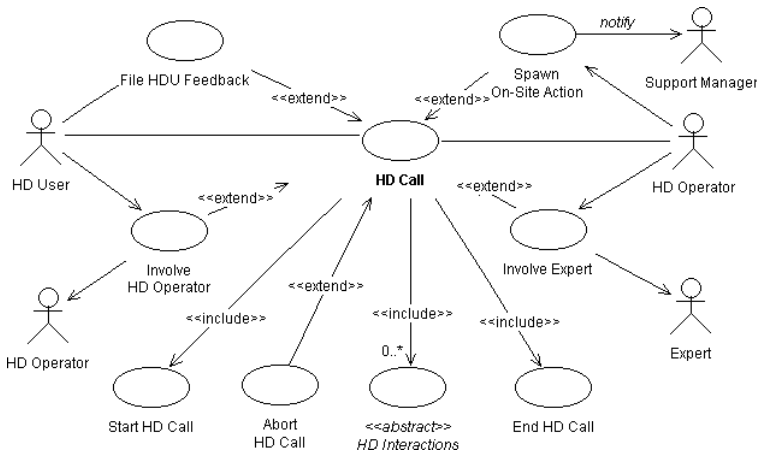 notify
File HDU Feedback
Spawn
On-Site Action
Support Manager
<<extend>>
<<extend>>
HD User
HD Call
HD Operator
<<extend>>
<<extend>>
Involve
HD Operator
Involve Expert
<<extend>>
HD Operator
<<include>>
<<include>>
<<include>>
Expert
0..*
Start HD Call
Abort
HD Call
<<abstract>>
HD Interactions
End HD Call